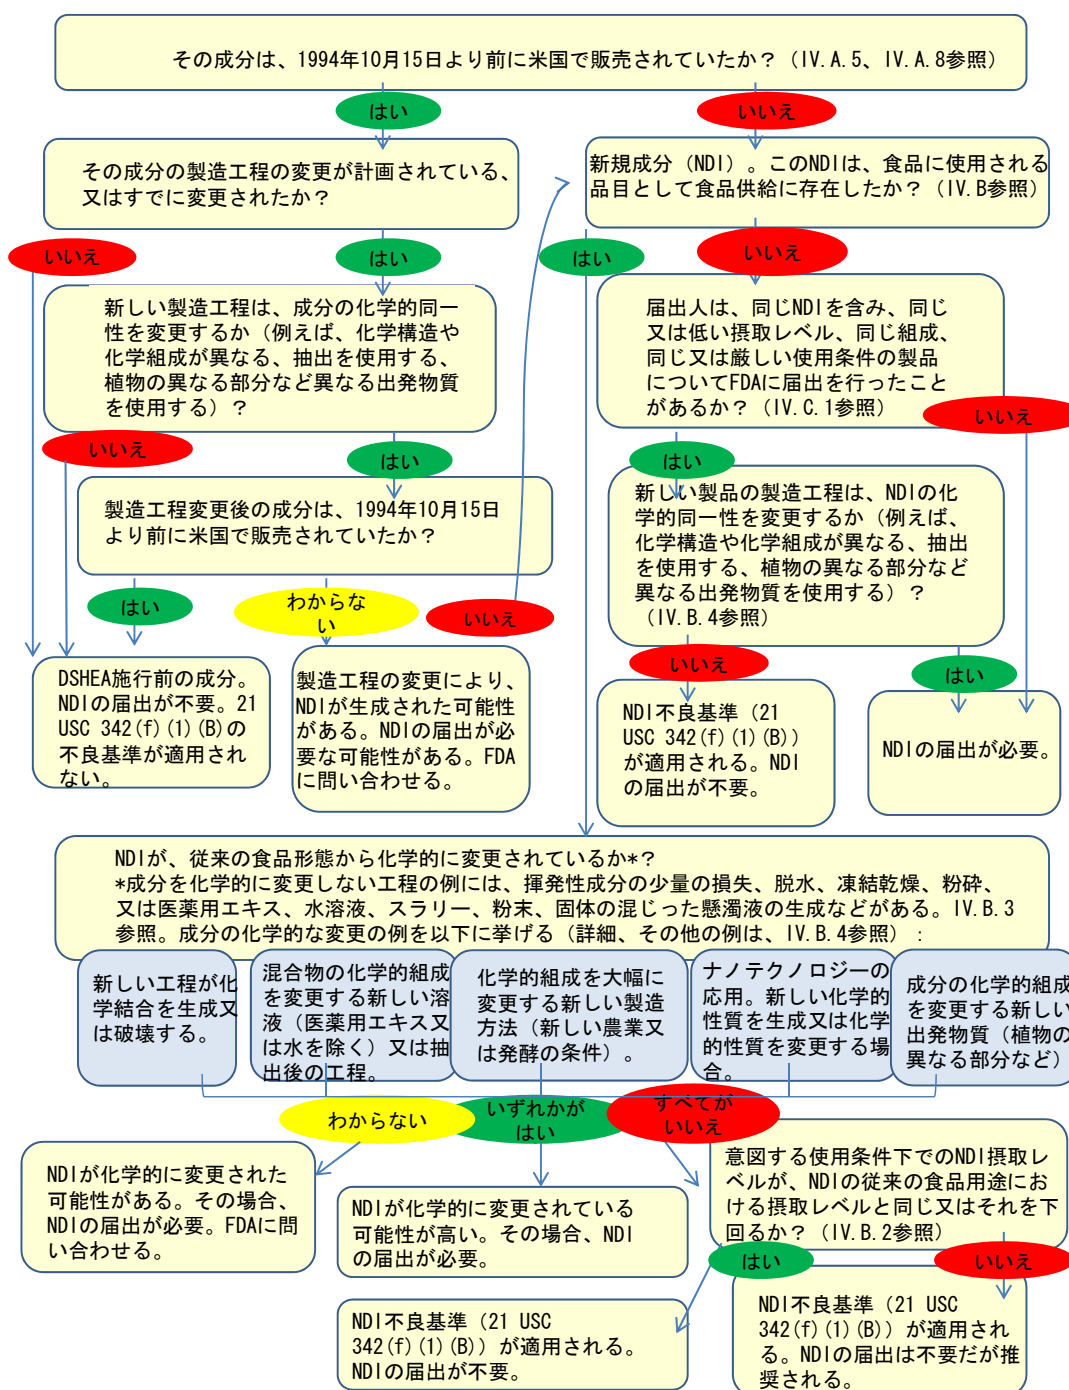 その成分は、1994年10月15日より前に米国で販売されていたか？（IV.A.5、IV.A.8参照）
はい
いいえ
その成分の製造工程の変更が計画されている、
又はすでに変更されたか？
新規成分（NDI）。このNDIは、食品に使用される
品目として食品供給に存在したか？（IV.B参照）
いいえ
はい
はい
いいえ
新しい製造工程は、成分の化学的同一
性を変更するか（例えば、化学構造や
化学組成が異なる、抽出を使用する、
植物の異なる部分など異なる出発物質
を使用する）？
届出人は、同じNDIを含み、同じ
又は低い摂取レベル、同じ組成、
同じ又は厳しい使用条件の製品
についてFDAに届出を行ったこと
があるか？（IV.C.1参照）
いいえ
いいえ
はい
はい
製造工程変更後の成分は、1994年10月15日
より前に米国で販売されていたか？
新しい製品の製造工程は、NDIの化
学的同一性を変更するか（例えば、
化学構造や化学組成が異なる、抽出
を使用する、植物の異なる部分など
異なる出発物質を使用する）？
（IV.B.4参照）
はい
わからな
い
いいえ
いいえ
はい
DSHEA施行前の成分。
NDIの届出が不要。21
USC 342(f)(1)(B)の
不良基準が適用され
ない。
製造工程の変更により、
NDIが生成された可能性
がある。NDIの届出が必
要な可能性がある。FDA
に問い合わせる。
NDI不良基準（21
USC 342(f)(1)(B)）
が適用される。NDI
の届出が不要。
NDIの届出が必要。
NDIが、従来の食品形態から化学的に変更されているか*？
*成分を化学的に変更しない工程の例には、揮発性成分の少量の損失、脱水、凍結乾燥、粉砕、
又は医薬用エキス、水溶液、スラリー、粉末、固体の混じった懸濁液の生成などがある。IV.B.3
参照。成分の化学的な変更の例を以下に挙げる（詳細、その他の例は、IV.B.4参照）：
新しい工程が化
学結合を生成又
は破壊する。
混合物の化学的組成
を変更する新しい溶
液（医薬用エキス又
は水を除く）又は抽
出後の工程。
化学的組成を大幅に
変更する新しい製造
方法（新しい農業又
は発酵の条件）。
ナノテクノロジーの
応用。新しい化学的
性質を生成又は化学
的性質を変更する場
合。
成分の化学的組成
を変更する新しい
出発物質（植物の
異なる部分など）
わからない
いずれかが
はい
すべてが
いいえ
NDIが化学的に変更された
可能性がある。その場合、
NDIの届出が必要。FDAに問
い合わせる。
NDIが化学的に変更されている
可能性が高い。その場合、NDI
の届出が必要。
意図する使用条件下でのNDI摂取レ
ベルが、NDIの従来の食品用途にお
ける摂取レベルと同じ又はそれを下
回るか？（IV.B.2参照）
はい
いいえ
NDI不良基準（21 USC
342(f)(1)(B)）が適用される。
NDIの届出が不要。
NDI不良基準（21 USC
342(f)(1)(B)）が適用され
る。NDIの届出は不要だが推
奨される。